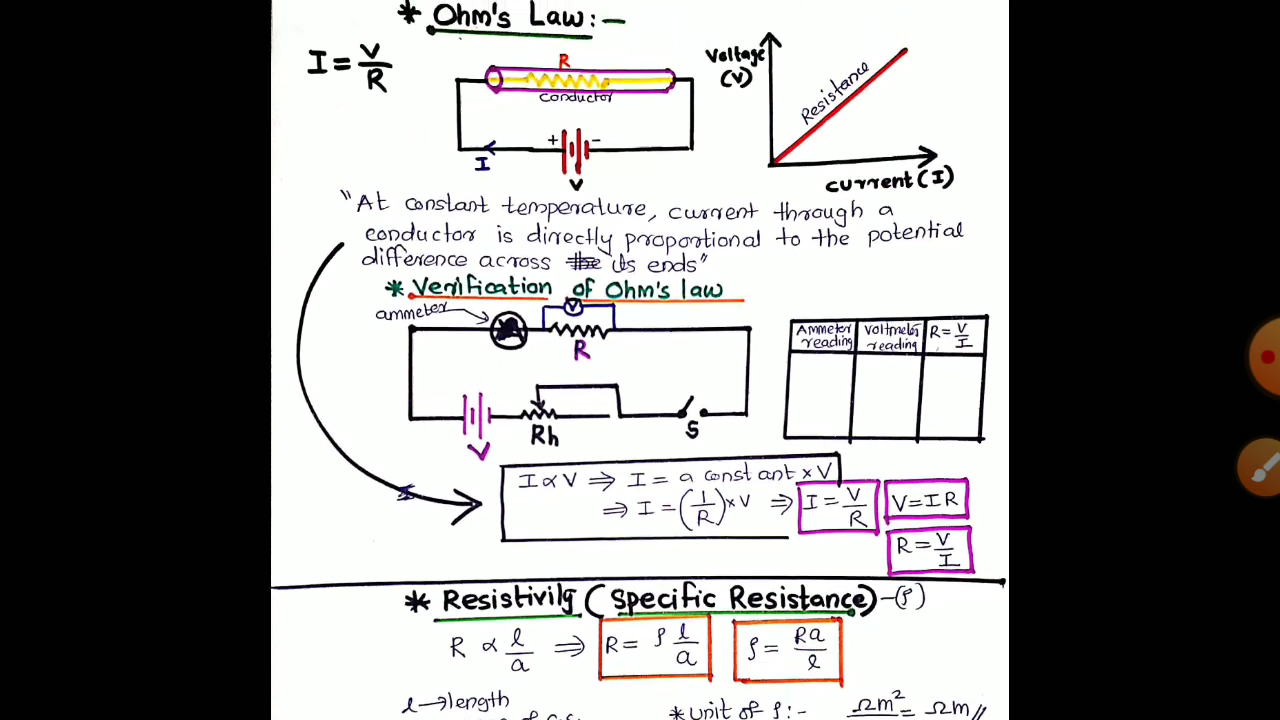 * Ohm's Law:-
I = V/R
R
conductor
+ -
I
V
Voltage
(V)
Resistance
current (I)
"At constant temperature, current through a
conductor is directly proportional to the potential
difference across its ends"
* Verification of Ohm's law
ammeter
V
R
V
Rh
S
Ammeter reading | Voltmeter reading | R = V/I
I ∝ V ⇒ I = a constant × V
⇒ I = (1/R) × V ⇒ I = V/R
V = IR
R = V/I
* Resistivilg (Specific Resistance) - (ρ)
R ∝ l/a ⇒ R = ρ l/a
ρ = Ra/l
l → length
* unit of ρ :- Ωm²= Ωm//